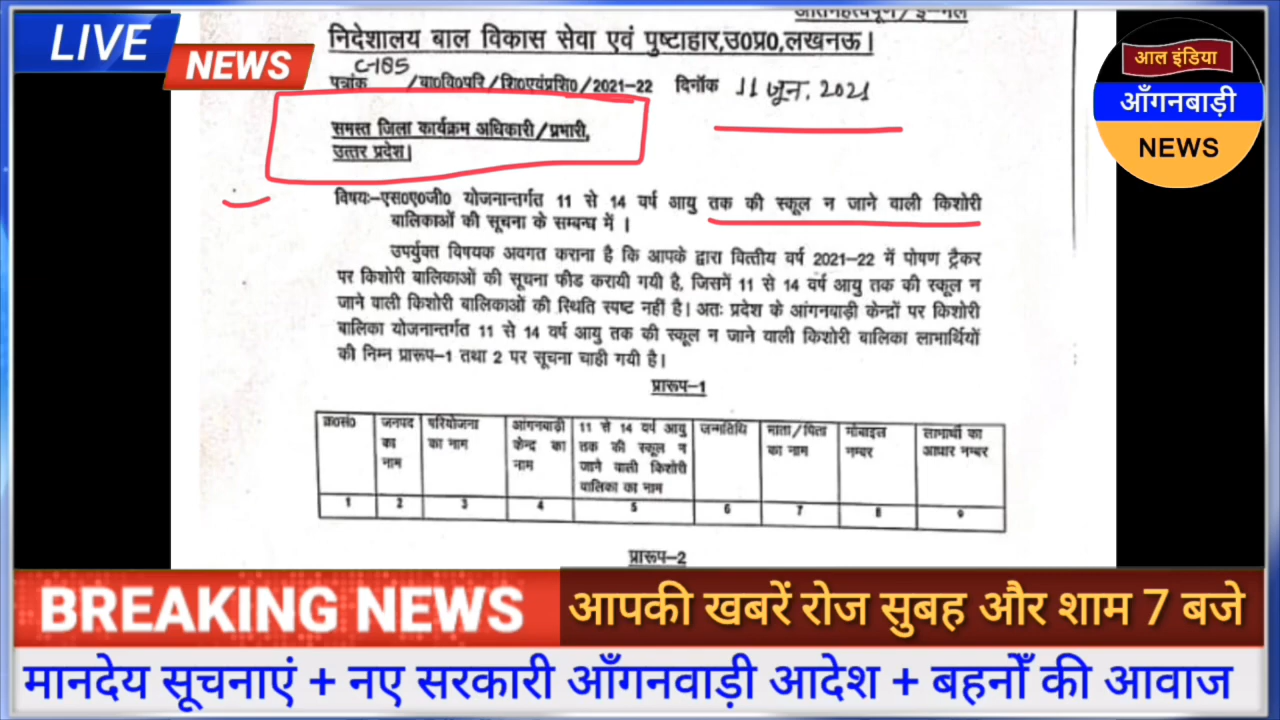 LIVE
NEWS
आल इंडिया
आँगनबाड़ी
NEWS
निदेशालय बाल विकास सेवा एवं पुष्टाहार,उ0प्र0,लखनऊ।
पत्रांक /बा0वि0परि/शि0एवंप्रशि0/2021-22 दिनॉक 11 जून. 2021
समस्त जिला कार्यक्रम अधिकारी/प्रभारी,
उत्तर प्रदेश।
विषयः-एस0ए0जी0 योजनान्तर्गत 11 से 14 वर्ष आयु तक की स्कूल न जाने वाली किशोरी
बालिकाओं की सूचना के सम्बन्ध में ।
उपर्युक्त विषयक अवगत कराना है कि आपके द्वारा वित्तीय वर्ष 2021-22 में पोषण ट्रैकर
पर किशोरी बालिकाओं की सूचना फीड करायी गयी है, जिसमें 11 से 14 वर्ष आयु तक की स्कूल न
जाने वाली किशोरी बालिकाओं की स्थिति स्पष्ट नहीं है। अतः प्रदेश के आंगनबाड़ी केन्द्रों पर किशोरी
बालिका योजनान्तर्गत 11 से 14 वर्ष आयु तक की स्कूल न जाने वाली किशोरी बालिका लाभार्थियों
की निम्न प्रारूप-1 तथा 2 पर सूचना चाही गयी है।
प्रारूप-1
क्र0सं0
जनपद
का
नाम
परियोजना
का नाम
आंगनबाड़ी
केन्द्र का
नाम
11 से 14 वर्ष आयु
तक की स्कूल न
जाने वाली किशोरी
बालिका का नाम
जन्मतिथि
माता/पिता
का नाम
मोबाइल
नम्बर
लाभार्थी का
आधार नम्बर
1 2 3 4 5 6 7 8 9
प्रारूप-2
BREAKING NEWS
आपकी खबरें रोज सुबह और शाम 7 बजे
मानदेय सूचनाएं + नए सरकारी आँगनवाड़ी आदेश + बहनोँ की आवाज